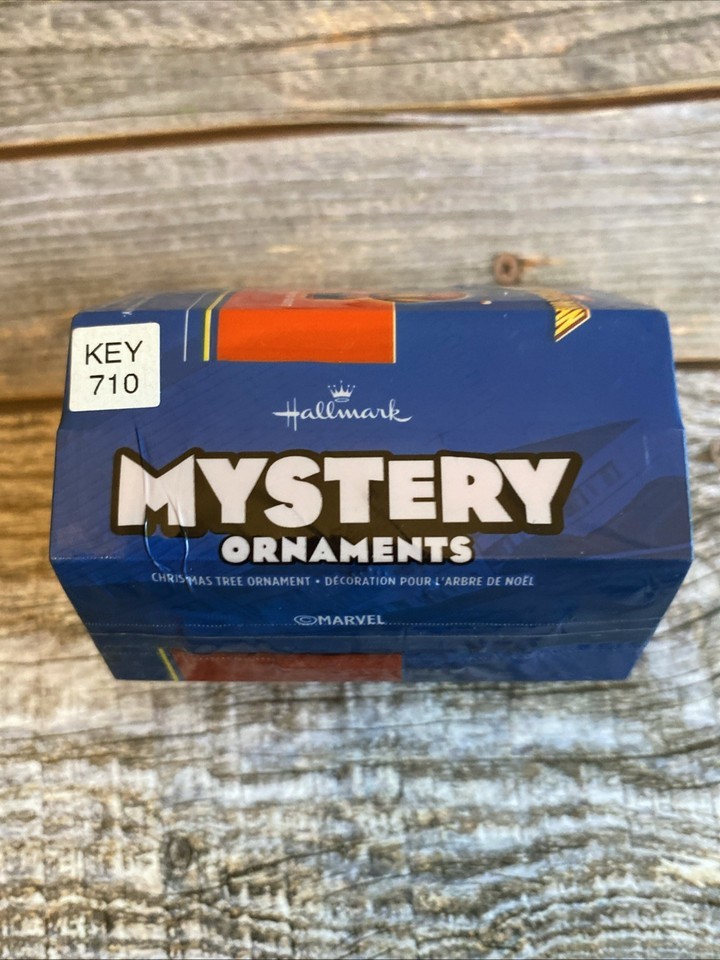 KEY
710
Hallmark
MYSTERY
ORNAMENTS
CHRISTMAS TREE ORNAMENT • DÉCORATION POUR L'ARBRE DE NOËL
©MARVEL